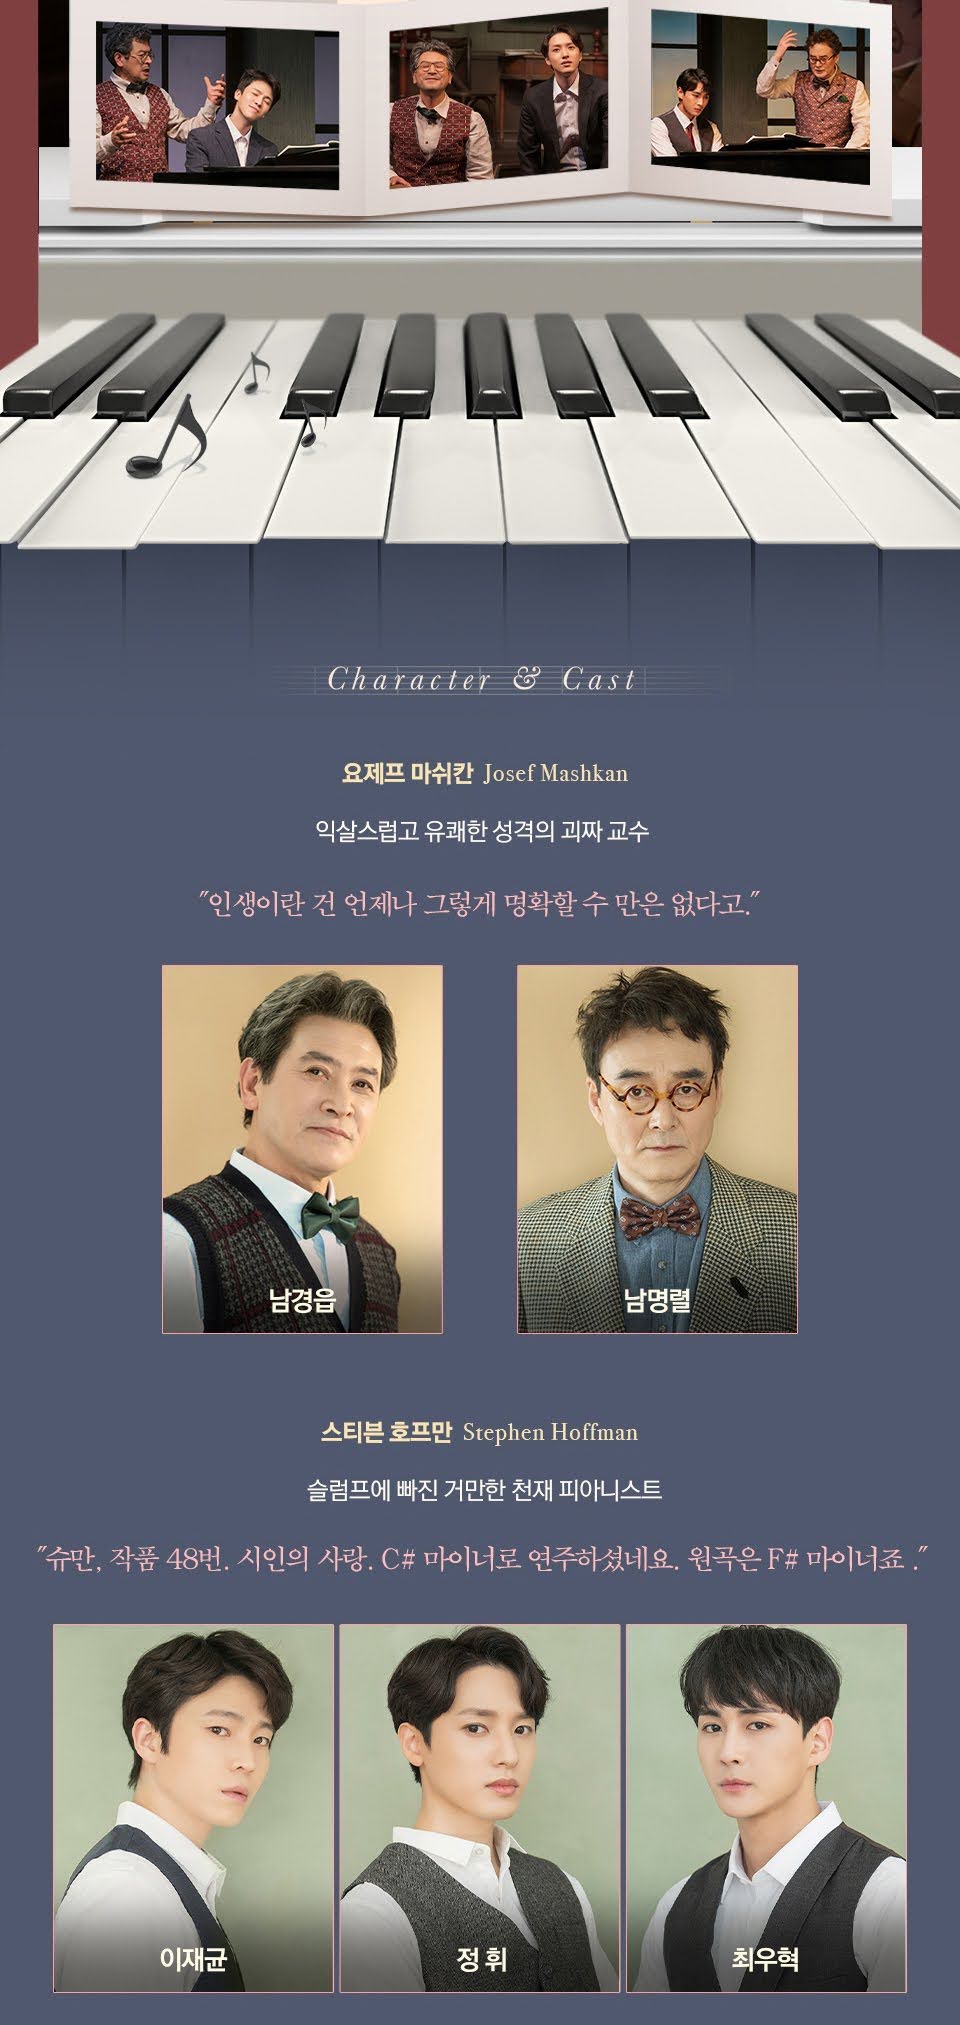 Character & Cast
요제프 마쉬칸 Josef Mashkan
익살스럽고 유쾌한 성격의 괴짜 교수
"인생이란 건 언제나 그렇게 명확할 수 만은 없다고."
남경읍
남명렬
스티븐 호프만 Stephen Hoffman
슬럼프에 빠진 거만한 천재 피아니스트
"슈만, 작품 48번. 시인의 사랑. C# 마이너로 연주하셨네요. 원곡은 F# 마이너죠 ."
이재균
정 휘
최우혁